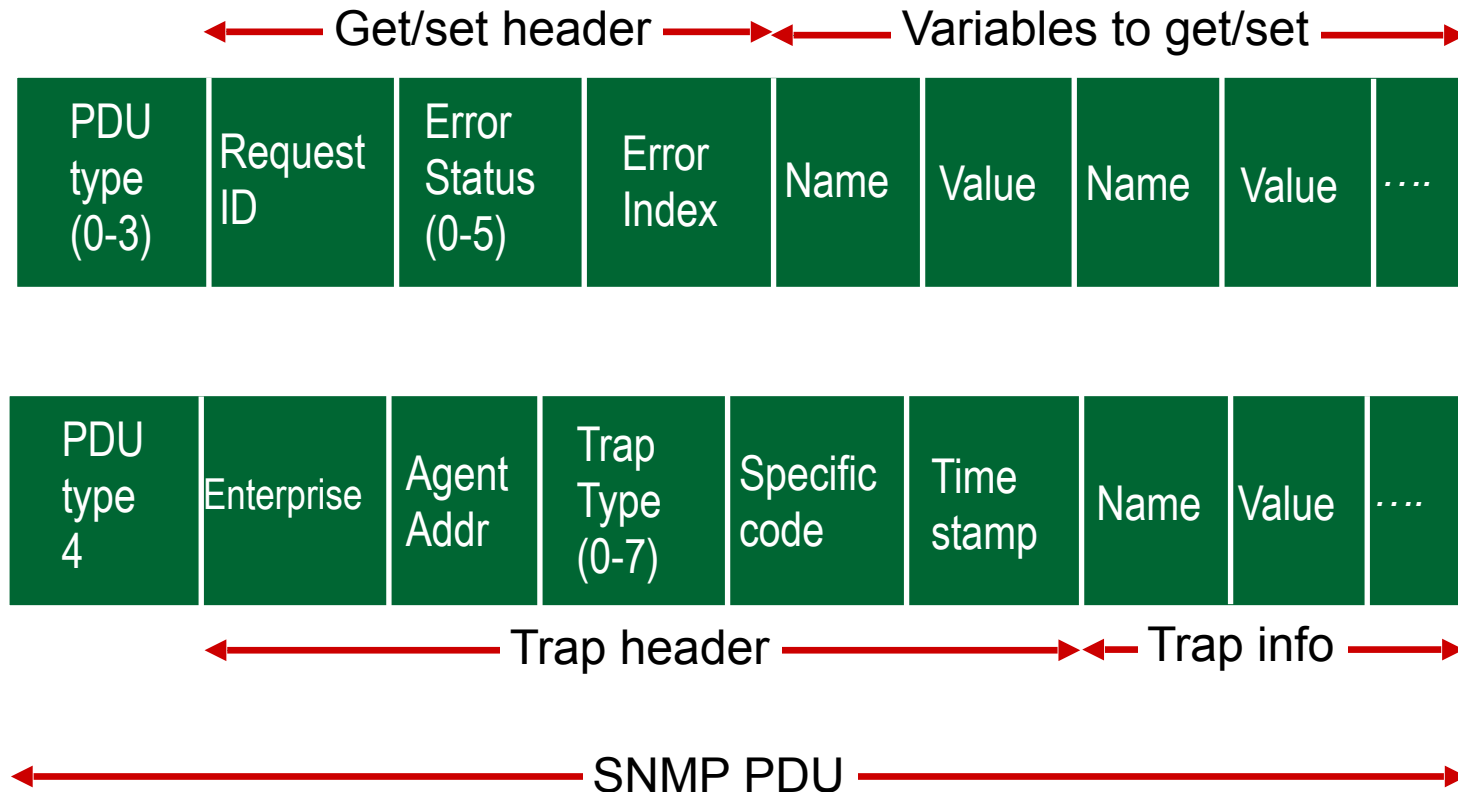 Get/set header
Variables to get/set
PDU
type
(0-3)
Request
ID
Error
Status
(0-5)
Error
Index
Name
Value
Name
Value
....
PDU
type
4
Enterprise
Agent
Addr
Trap
Type
(0-7)
Specific
code
Time
stamp
Name
Value
....
Trap header
Trap info
SNMP PDU